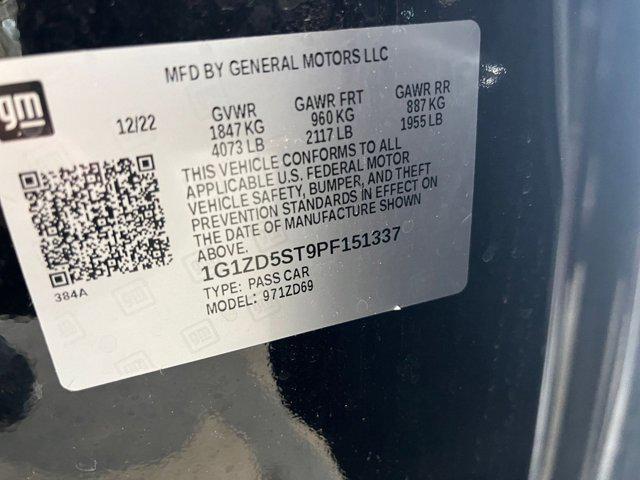 MFD BY GENERAL MOTORS LLC
gm
12/22
GVWR
1847 KG
4073 LB
GAWR FRT
960 KG
2117 LB
GAWR RR
887 KG
1955 LB
THIS VEHICLE CONFORMS TO ALL
APPLICABLE U.S. FEDERAL MOTOR
VEHICLE SAFETY, BUMPER, AND THEFT
PREVENTION STANDARDS IN EFFECT ON
THE DATE OF MANUFACTURE SHOWN
ABOVE.
1G1ZD5ST9PF151337
TYPE: PASS CAR
MODEL: 971ZD69
384A